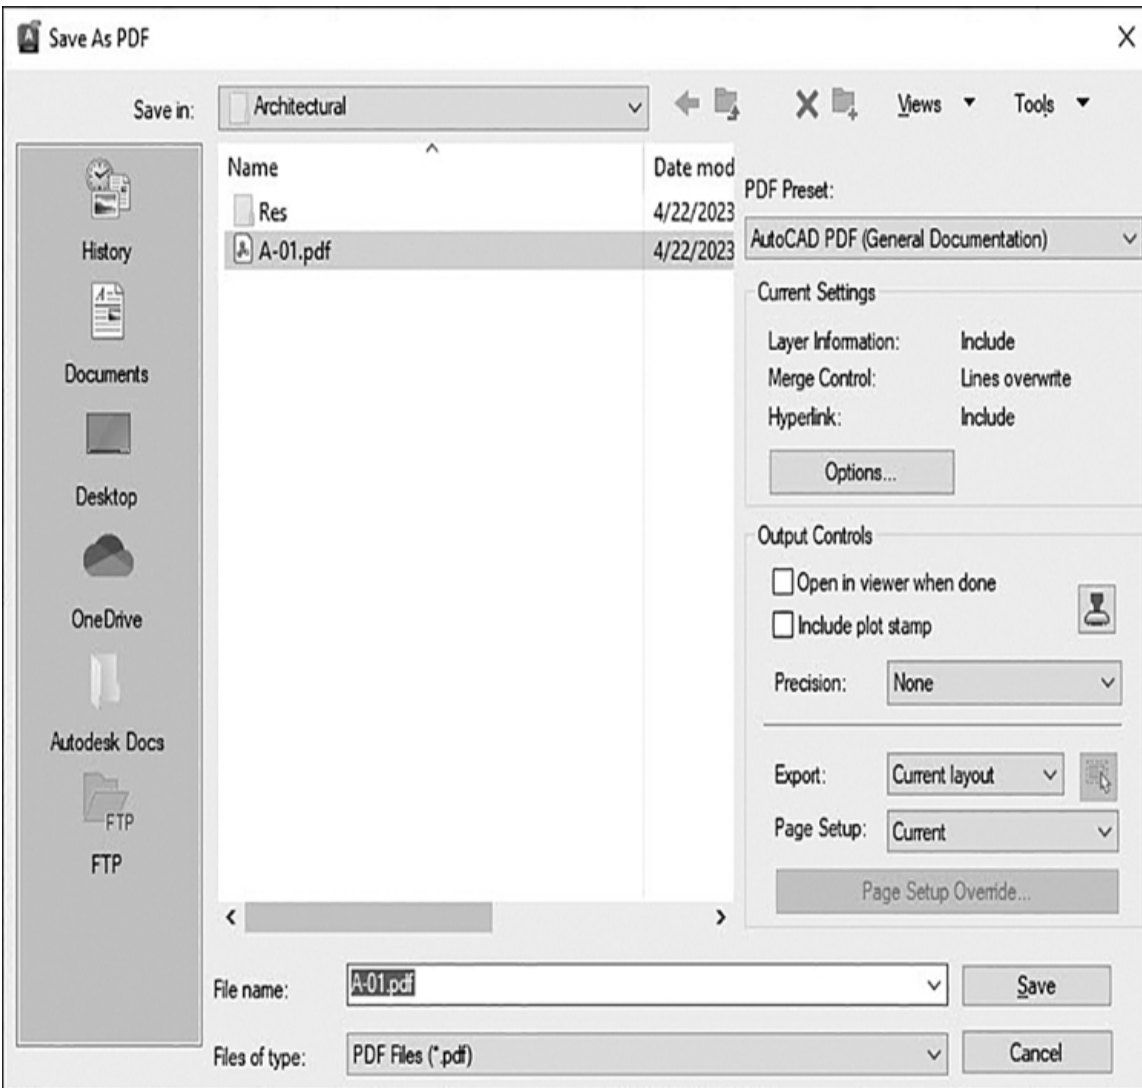 Save As PDF
Save in:
Architectural
Views
Tools
History
Documents
Desktop
OneDrive
Autodesk Docs
FTP
FTP
Name
Date mod
Res
4/22/2023
A-01.pdf
4/22/2023
PDF Preset:
AutoCAD PDF (General Documentation)
Current Settings
Layer Information: Include
Merge Control: Lines overwrite
Hyperlink: Include
Options...
Output Controls
Open in viewer when done
Include plot stamp
Precision: None
Export: Current layout
Page Setup: Current
Page Setup Override...
File name: A-01.pdf
Save
Files of type: PDF Files (*.pdf)
Cancel